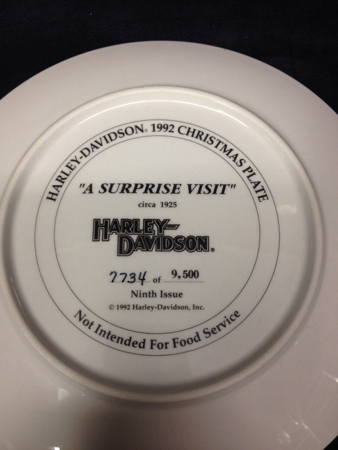 HARLEY-DAVIDSON® 1992 CHRISTMAS PLATE
"A SURPRISE VISIT"
circa 1925
HARLEY-
DAVIDSON®
7734 of 9,500
Ninth Issue
© 1992 Harley-Davidson, Inc.
Not Intended For Food Service